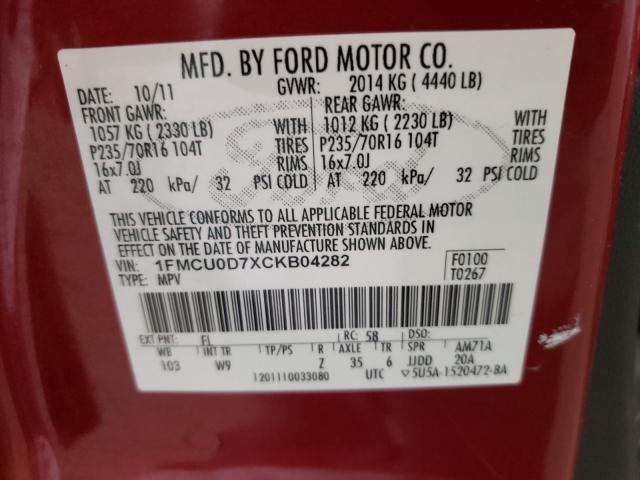 MFD. BY FORD MOTOR CO.
DATE: 10/11 GVWR: 2014 KG ( 4440 LB)
FRONT GAWR: REAR GAWR:
1057 KG ( 2330 LB) WITH 1012 KG ( 2230 LB) WITH
P235/70R16 104T TIRES P235/70R16 104T TIRES
16x7.0J RIMS 16x7.0J RIMS
AT 220 kPa/ 32 PSI COLD AT 220 kPa/ 32 PSI COLD
THIS VEHICLE CONFORMS TO ALL APPLICABLE FEDERAL MOTOR
VEHICLE SAFETY AND THEFT PREVENTION STANDARDS IN
EFFECT ON THE DATE OF MANUFACTURE SHOWN ABOVE.
VIN: 1FMCU0D7XCKB04282 F0100
TYPE: MPV T0267
EXT PNT: FL RC: 58 DSO:
WB INT TR TP/PS R AXLE TR SPR AM71A
103 W9 Z 35 6 JJDD 20A
1201110033080 UTC 5U5A-1520472-BA
Ford